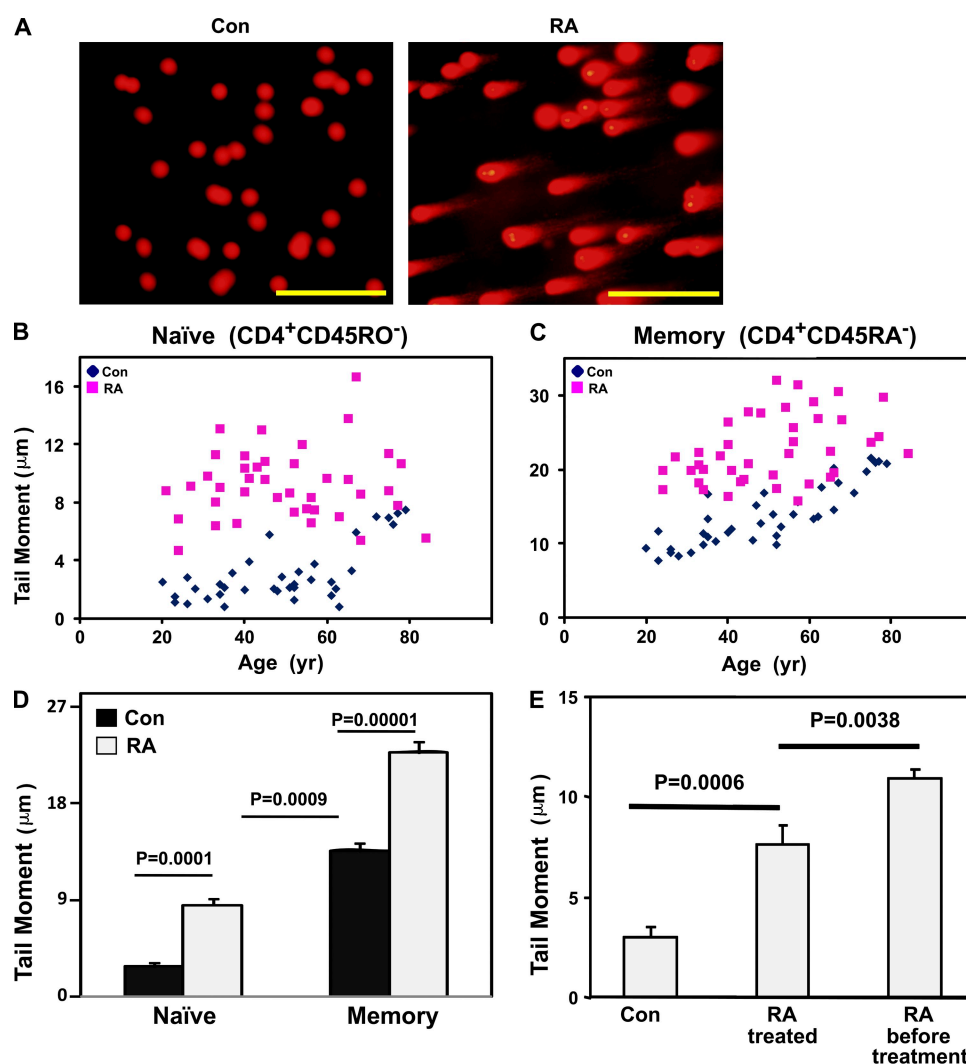 A
Con
RA
B
Naïve (CD4+CD45RO-)
Con
RA
Tail Moment (μm)
16
12
8
4
0
0
20
40
60
80
Age (yr)
C
Memory (CD4+CD45RA-)
Con
RA
30
20
10
0
0
20
40
60
80
Age (yr)
D
Con
RA
Tail Moment (μm)
27
18
9
0
P=0.0001
P=0.0009
P=0.00001
Naïve
Memory
E
Tail Moment (μm)
15
10
5
0
P=0.0006
P=0.0038
Con
RA
treated
RA
before
treatment